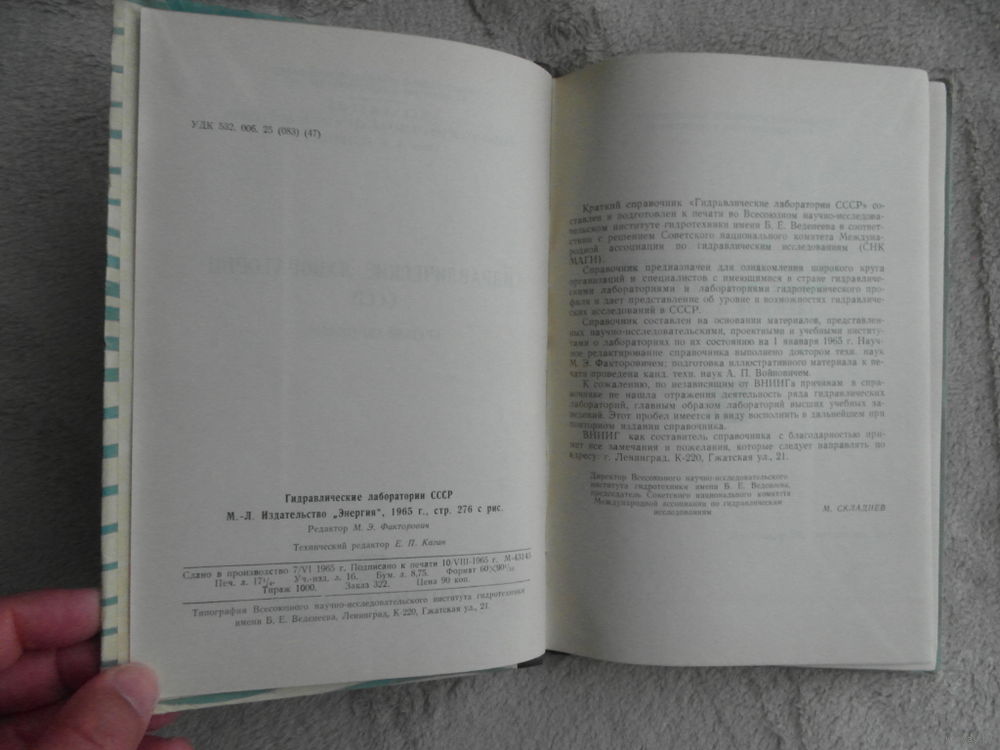 УДК 532. 006. 25 (083) (47)
Гидравлические лаборатории СССР
М.-Л. Издательство „Энергия“, 1965 г., стр. 276 с рис.
Редактор М. Э. Факторович
Технический редактор Е. П. Каган
Сдано в производство 7/VI 1965 г. Подписано к печати 10/VIII-1965 г. М-43145
Печ. л. 17 Уч.-изд. л. 16. Бум. л. 8,75. Формат 60×90
Тираж 1000. Заказ 322. Цена 90 коп.
Типография Всесоюзного научно-исследовательского института гидротехники
имени Б. Е. Веденеева, Ленинград, К-220, Гжатская ул., 21.
Краткий справочник «Гидравлические лаборатории СССР» со-
ставлен и подготовлен к печати во Всесоюзном научно-исследова-
тельском институте гидротехники имени Б. Е. Веденеева в соответ-
ствии с решением Советского национального комитета Междуна-
родной ассоциации по гидравлическим исследованиям (СНК
МАГИ).
Справочник предназначен для ознакомления широкого круга
организаций и специалистов с имеющимися в стране гидравличе-
скими лабораториями и лабораториями гидротермического про-
филя и дает представление об уровне и возможностях гидравличе-
ских исследований в СССР.
Справочник составлен на основании материалов, представлен-
ных научно-исследовательскими, проектными и учебными институ-
тами о лабораториях по их состоянию на 1 января 1965 г. Науч-
ное редактирование справочника выполнено доктором техн. наук
М. Э. Факторовичем; подготовка иллюстративного материала к пе-
чати проведена канд. техн. наук А. П. Войновичем.
К сожалению, по независящим от ВНИИГа причинам в спра-
вочнике не нашла отражения деятельность ряда гидравлических
лабораторий, главным образом лабораторий высших учебных за-
ведений. Этот пробел имеется в виду восполнить в дальнейшем при
повторном издании справочника.
ВНИИГ как составитель справочника с благодарностью при-
мет все замечания и пожелания, которые следует направлять по
адресу: г. Ленинград, К-220, Гжатская ул., 21.
Директор Всесоюзного научно-исследовательского
института гидротехники имени Б. Е. Веденеева,
председатель Советского национального комитета
Международной ассоциации по гидравлическим
исследованиям
М. СКЛАДНЕВ